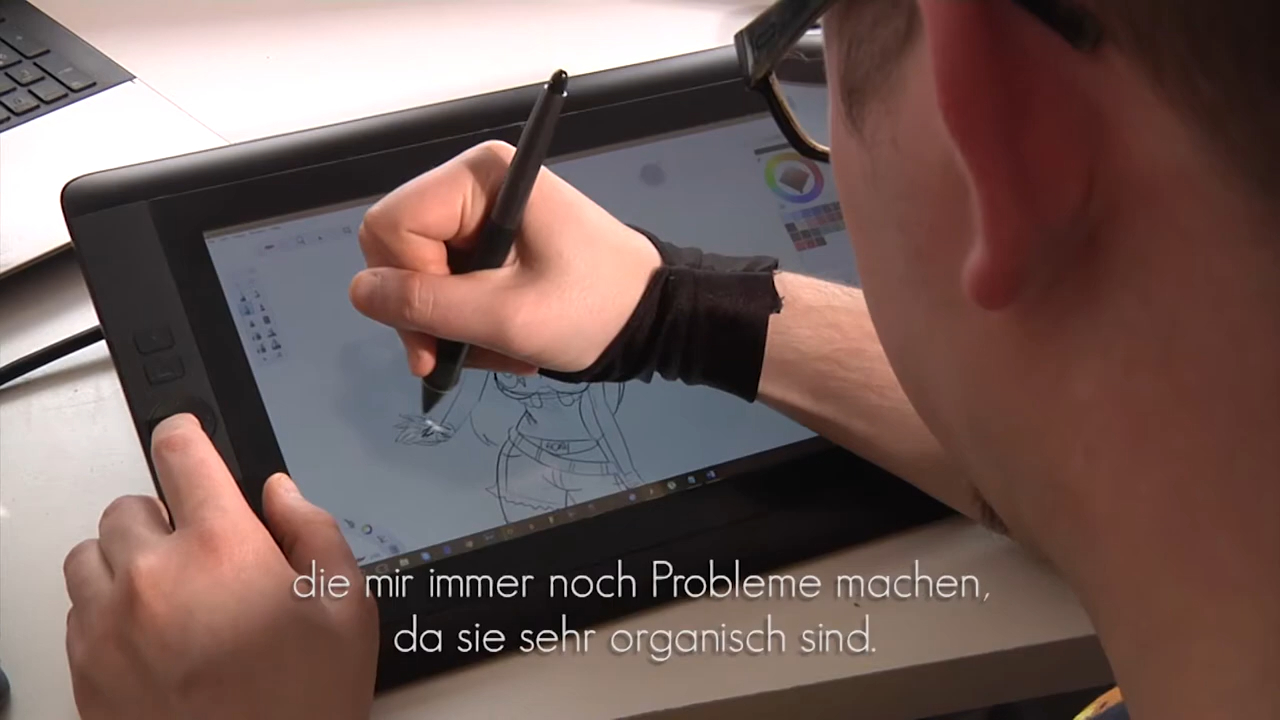 die mir immer noch Probleme machen,
da sie sehr organisch sind.